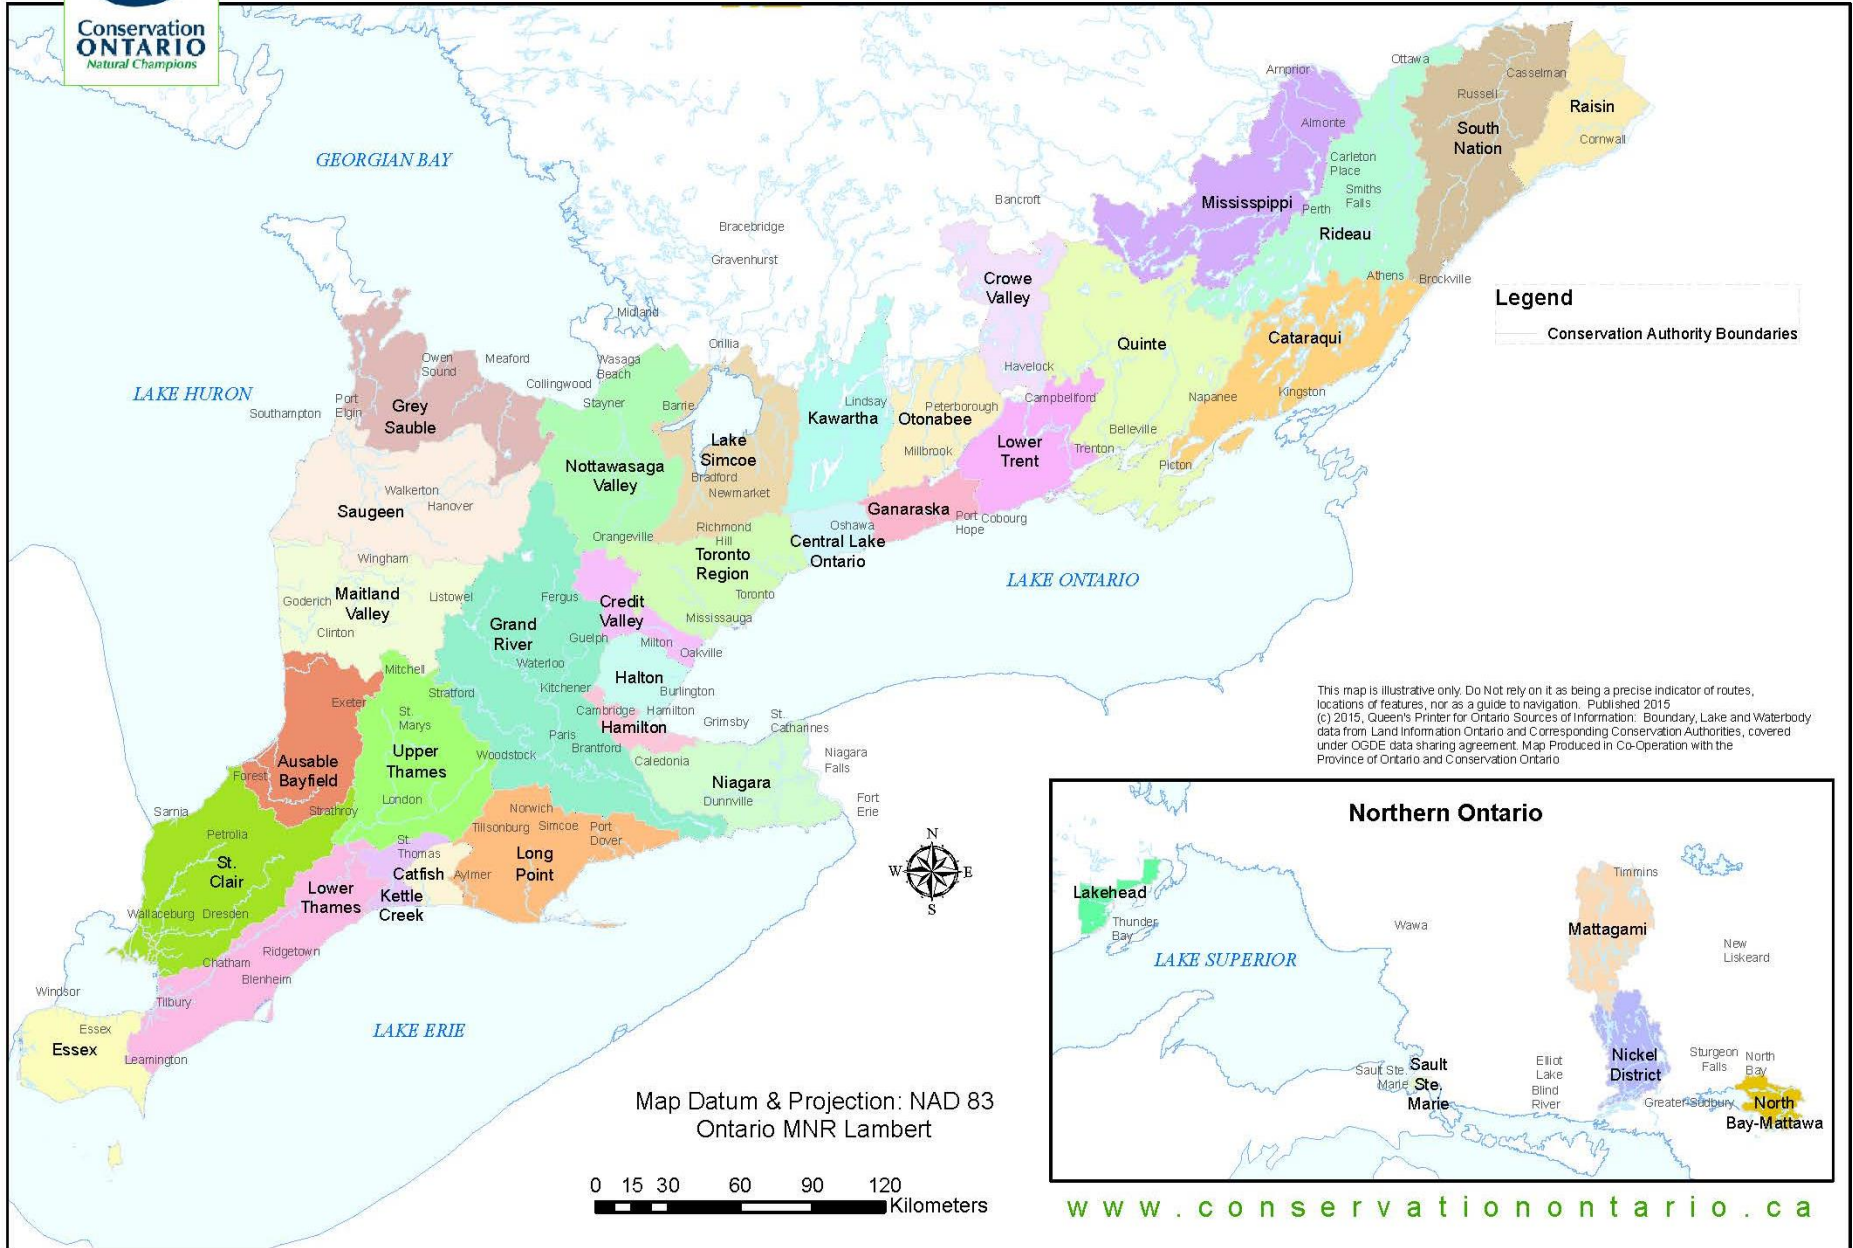 Conservation
ONTARIO
Natural Champions
GEORGIAN BAY
LAKE HURON
LAKE ONTARIO
LAKE ERIE
Arnprior
Ottawa
Casselman
Russell
South
Nation
Raisin
Cornwall
Almonte
Carleton
Place
Smiths
Falls
Mississppi
Perth
Rideau
Athens
Brockville
Bancroft
Bracebridge
Gravenhurst
Crowe
Valley
Havelock
Quinte
Cataraqui
Kingston
Napanee
Belleville
Picton
Trenton
Campbellford
Lower
Trent
Midland
Orillia
Wasaga
Beach
Collingwood
Stayner
Barrie
Meaford
Owen
Sound
Port
Elgin
Southampton
Grey
Sauble
Nottawasaga
Valley
Lake
Simcoe
Bradford
Newmarket
Kawartha
Lindsay
Otonabee
Peterborough
Millbrook
Ganaraska
Port
Hope
Cobourg
Oshawa
Central Lake
Ontario
Richmond
Hill
Toronto
Region
Toronto
Mississauga
Orangeville
Walkerton
Hanover
Saugeen
Wingham
Maitland
Valley
Goderich
Clinton
Listowel
Fergus
Grand
River
Guelph
Waterloo
Kitchener
Credit
Valley
Milton
Oakville
Halton
Burlington
Cambridge
Hamilton
Hamilton
Grimsby
St.
Catharines
Niagara
Falls
Fort
Erie
Niagara
Dunnville
Caledonia
Paris
Brantford
Woodstock
Stratford
Mitchell
St.
Marys
Upper
Thames
London
Exeter
Ausable
Bayfield
Forest
Strathroy
Sarnia
Petrolia
St.
Clair
Wallaceburg
Dresden
Lower
Thames
St.
Thomas
Catfish
Kettle
Creek
Aylmer
Norwich
Tillsonburg
Simcoe
Port
Dover
Long
Point
Ridgetown
Chatham
Blenheim
Tilbury
Windsor
Essex
Essex
Leamington
N
W
E
S
Legend
Conservation Authority Boundaries
This map is illustrative only. Do Not rely on it as being a precise indicator of routes,
locations of features, nor as a guide to navigation. Published 2015
(c) 2015, Queen's Printer for Ontario Sources of Information: Boundary, Lake and Waterbody
data from Land Information Ontario and Corresponding Conservation Authorities, covered
under OGDE data sharing agreement. Map Produced in Co-Operation with the
Province of Ontario and Conservation Ontario
Northern Ontario
Lakehead
Thunder
Bay
LAKE SUPERIOR
Wawa
Timmins
Mattagami
New
Liskeard
Sault Ste.
Marie
Sault
Ste.
Marie
Elliot
Lake
Blind
River
Nickel
District
Sturgeon
Falls
North
Bay
Greater-Sudbury
North
Bay-Mattawa
Map Datum & Projection: NAD 83
Ontario MNR Lambert
0 15 30 60 90 120
Kilometers
www.conservationontario.ca